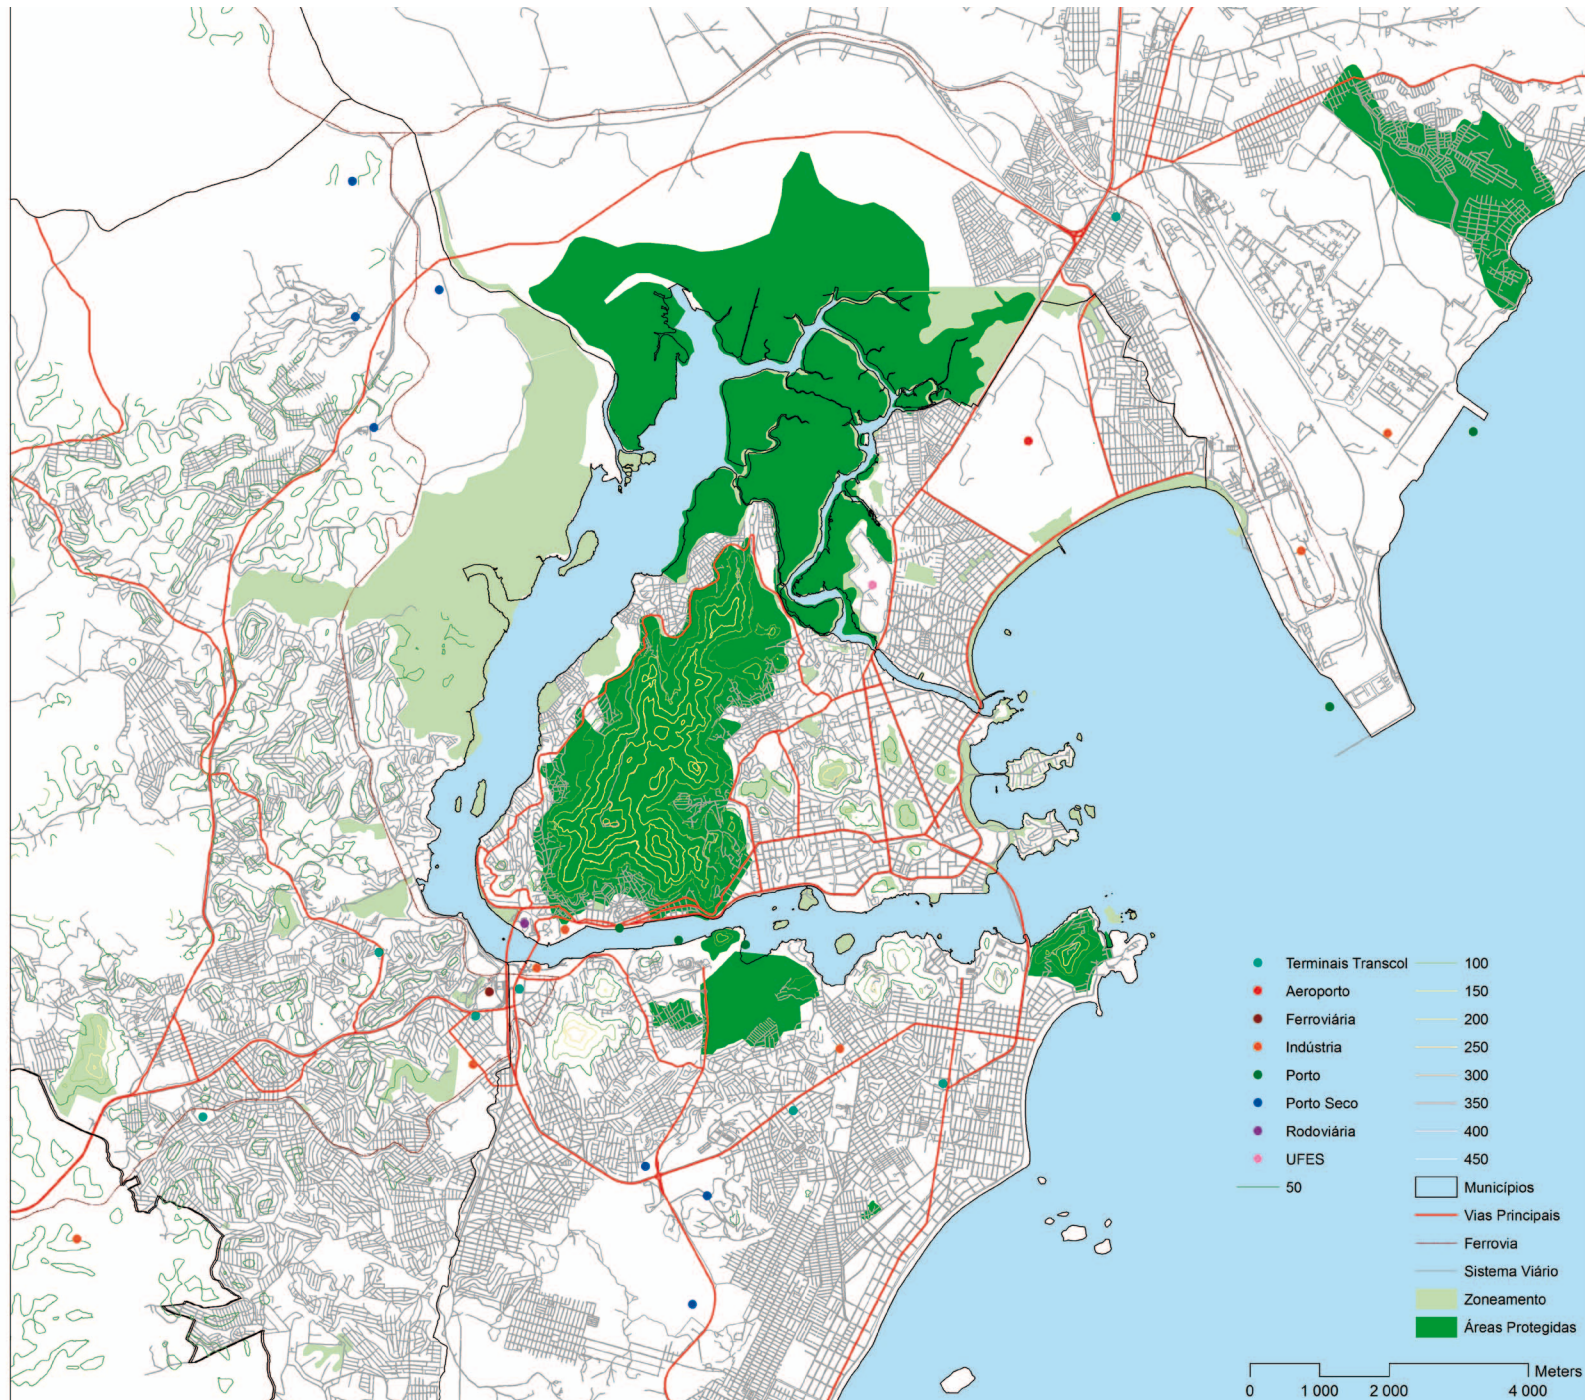 Terminais Transcol
Aeroporto
Ferroviária
Indústria
Porto
Porto Seco
Rodoviária
UFES
50
100
150
200
250
300
350
400
450
Municípios
Vias Principais
Ferrovia
Sistema Viário
Zoneamento
Áreas Protegidas
Meters
0 1 000 2 000 4 000